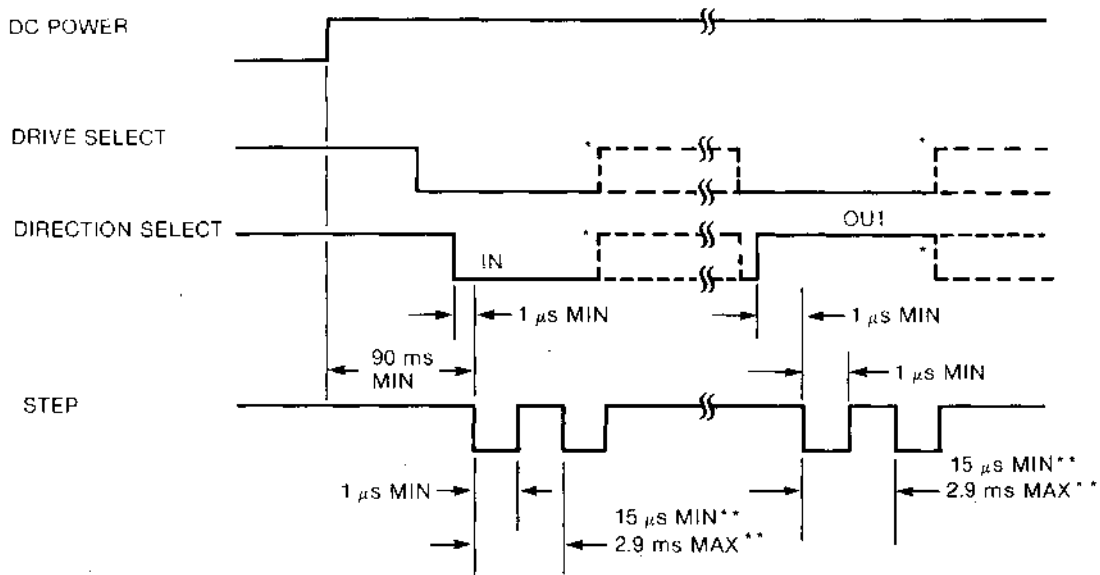 DC POWER
DRIVE SELECT
*
*
DIRECTION SELECT
OUT
*
*
IN
1 µs MIN
1 µs MIN
90 ms
MIN
1 µs MIN
STEP
1 µs MIN
15 µs MIN**
2.9 ms MAX**
15 µs MIN**
2.9 ms MAX**